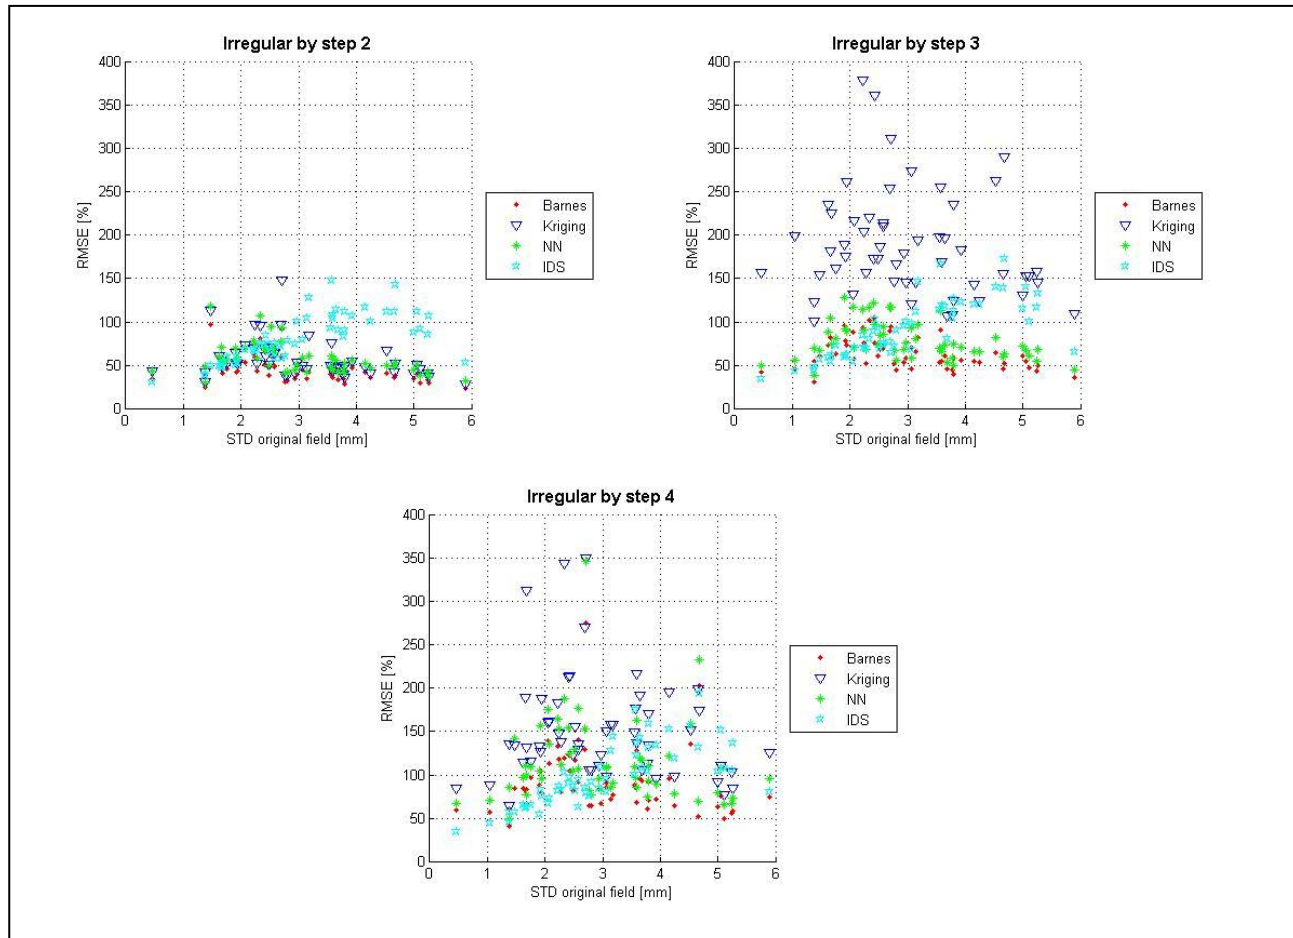 Irregular by step 2
400
350
300
250
200
150
100
50
0
RMSE [%]
0 1 2 3 4 5 6
STD original field [mm]
Barnes
Kriging
NN
IDS
Irregular by step 3
400
350
300
250
200
150
100
50
0
RMSE [%]
0 1 2 3 4 5 6
STD original field [mm]
Barnes
Kriging
NN
IDS
Irregular by step 4
400
350
300
250
200
150
100
50
0
RMSE [%]
0 1 2 3 4 5 6
STD original field [mm]
Barnes
Kriging
NN
IDS